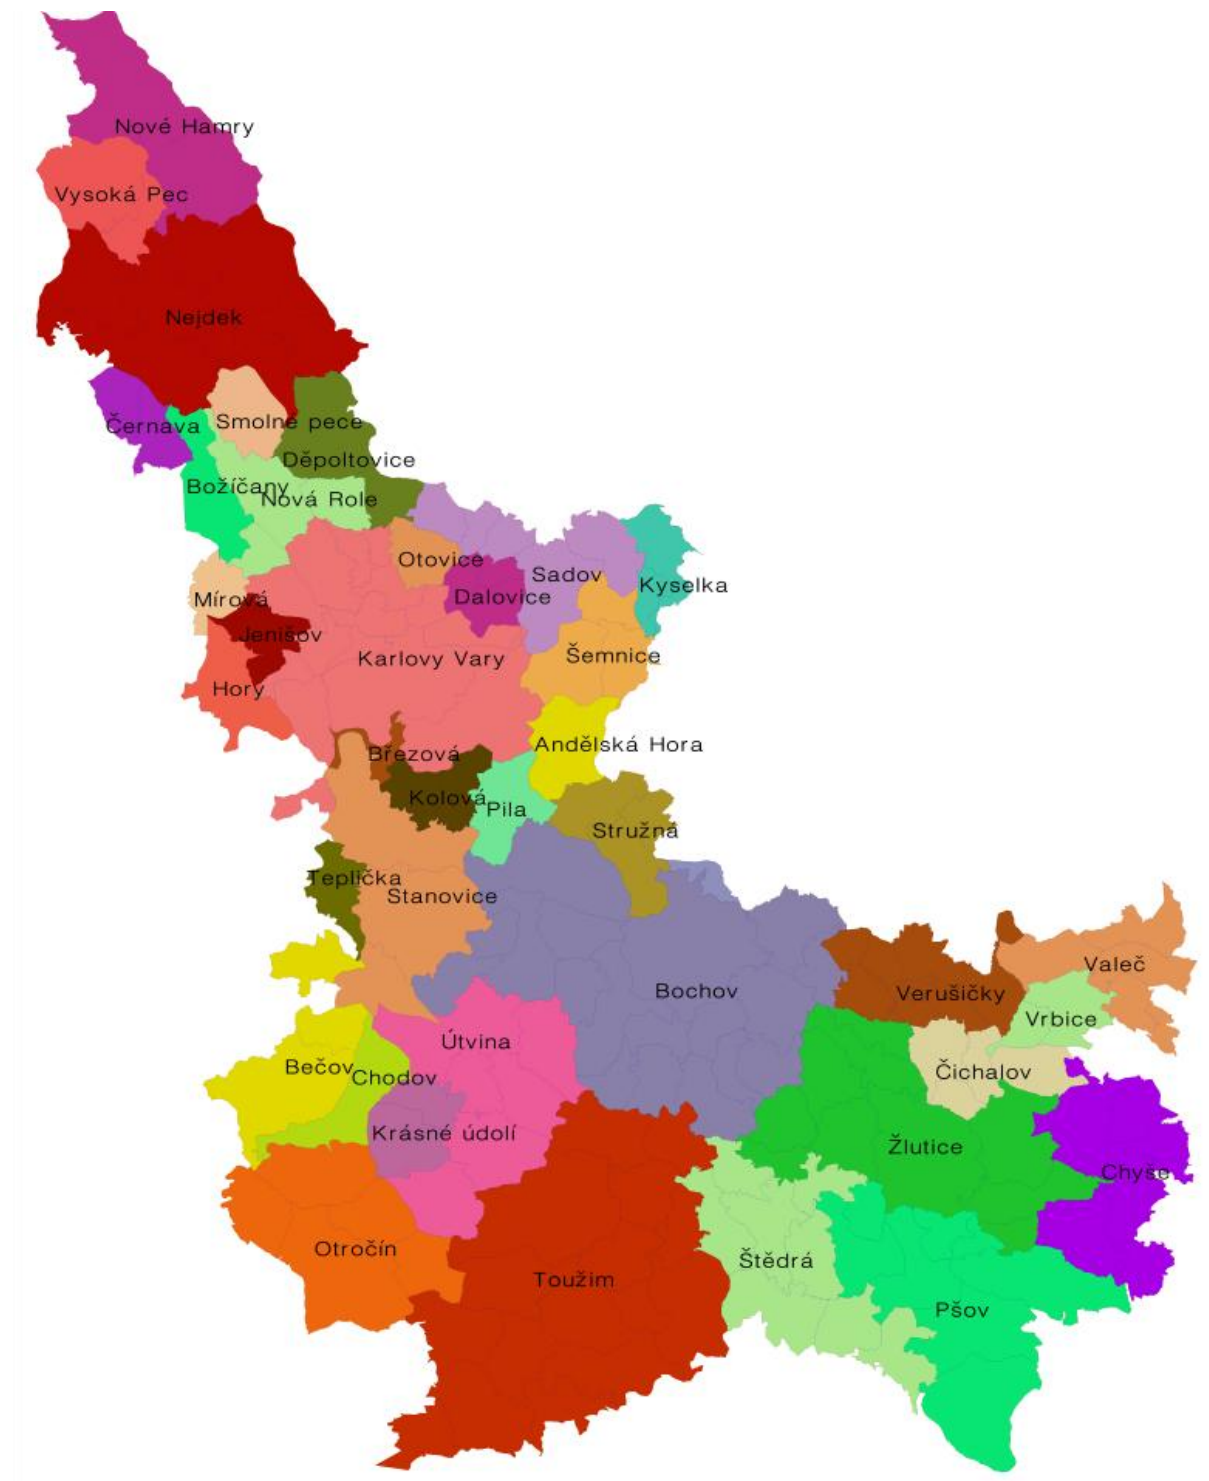 Nové Hamry
Vysoká Pec
Nejdek
Smolné pece
Černava
Děpoltovice
Božíčany
Nová Role
Otovice
Sadov
Kyselka
Dalovice
Mírová
Jenišov
Šemnice
Karlovy Vary
Hory
Andělská Hora
Březová
Kolová
Pila
Stružná
Teplička
Stanovice
Valeč
Bochov
Verušičky
Vrbice
Útvina
Bečov
Čichalov
Chodov
Krásné údolí
Žlutice
Chyše
Otročín
Štědrá
Toužim
Pšov